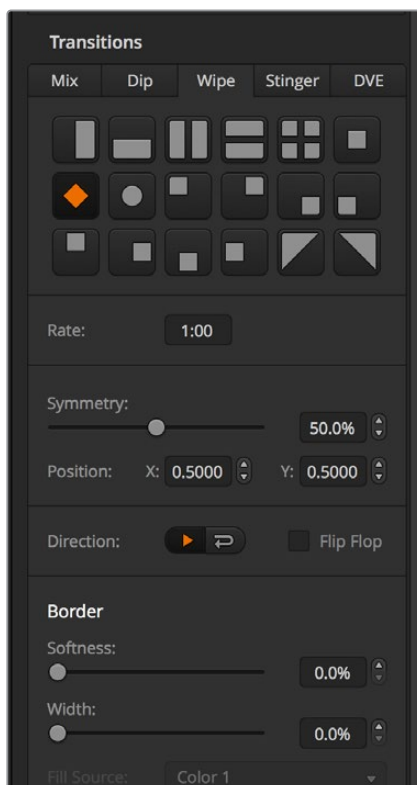 Transitions
Mix Dip Wipe Stinger DVE
Rate: 1:00
Symmetry:
50.0%
Position: X: 0.5000 Y: 0.5000
Direction: Flip Flop
Border
Softness:
0.0%
Width:
0.0%
Fill Source: Color 1